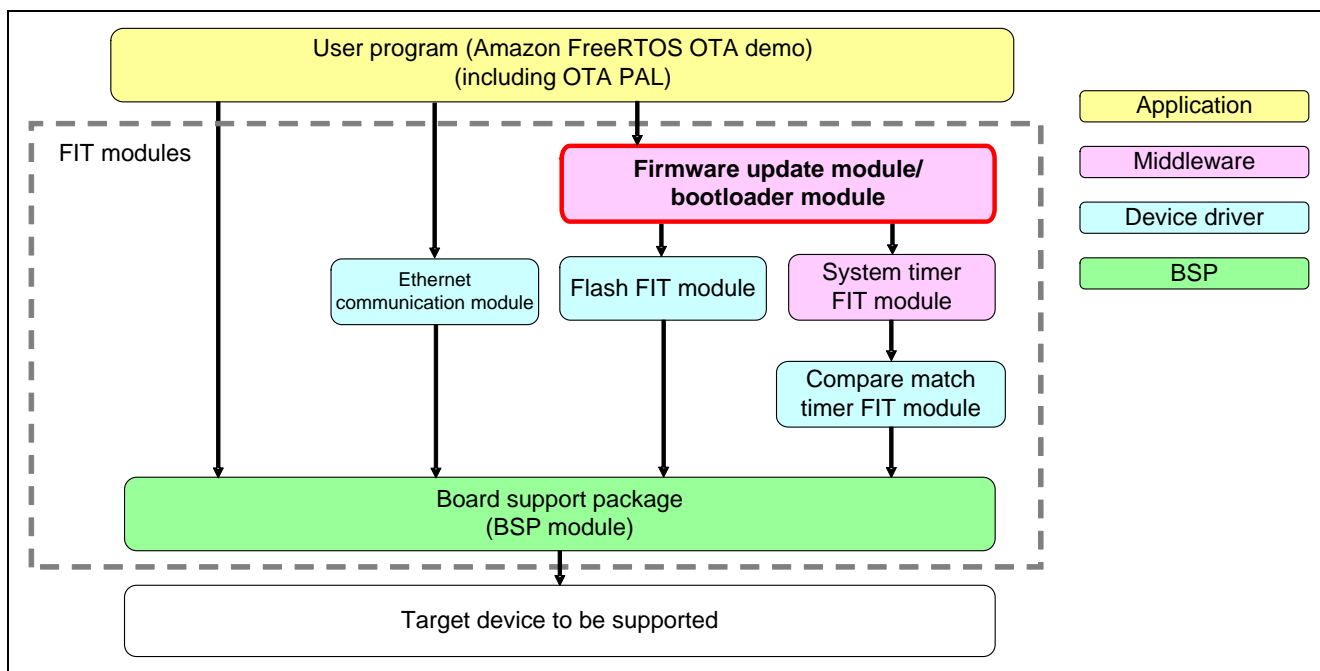 User program (Amazon FreeRTOS OTA demo)
(including OTA PAL)
Application
FIT modules
Middleware
Firmware update module/
bootloader module
Device driver
Ethernet
communication module
Flash FIT module
System timer
FIT module
BSP
Compare match
timer FIT module
Board support package
(BSP module)
Target device to be supported